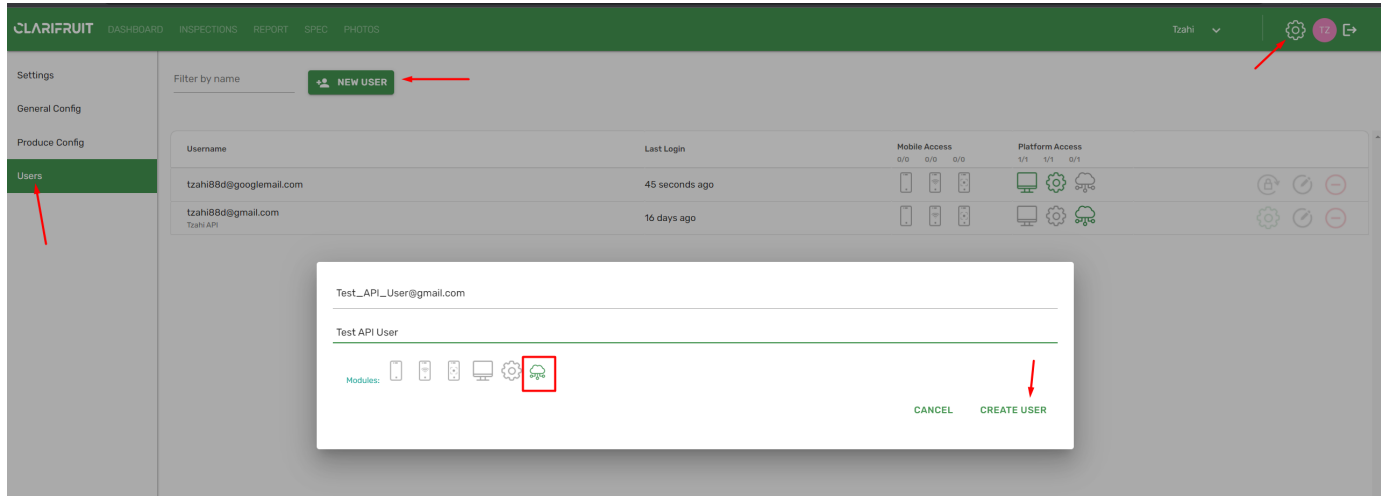 CLARIFRUIT DASHBOARD INSPECTIONS REPORT SPEC PHOTOS Tzahi TZ
Settings
General Config
Produce Config
Users
Filter by name NEW USER
Username Last Login Mobile Access Platform Access
0/0 0/0 0/0 1/1 1/1 0/1
tzahi88d@googlemail.com 45 seconds ago
tzahi88d@gmail.com 16 days ago
Tzahi API
Test_API_User@gmail.com
Test API User
Modules:
CANCEL CREATE USER